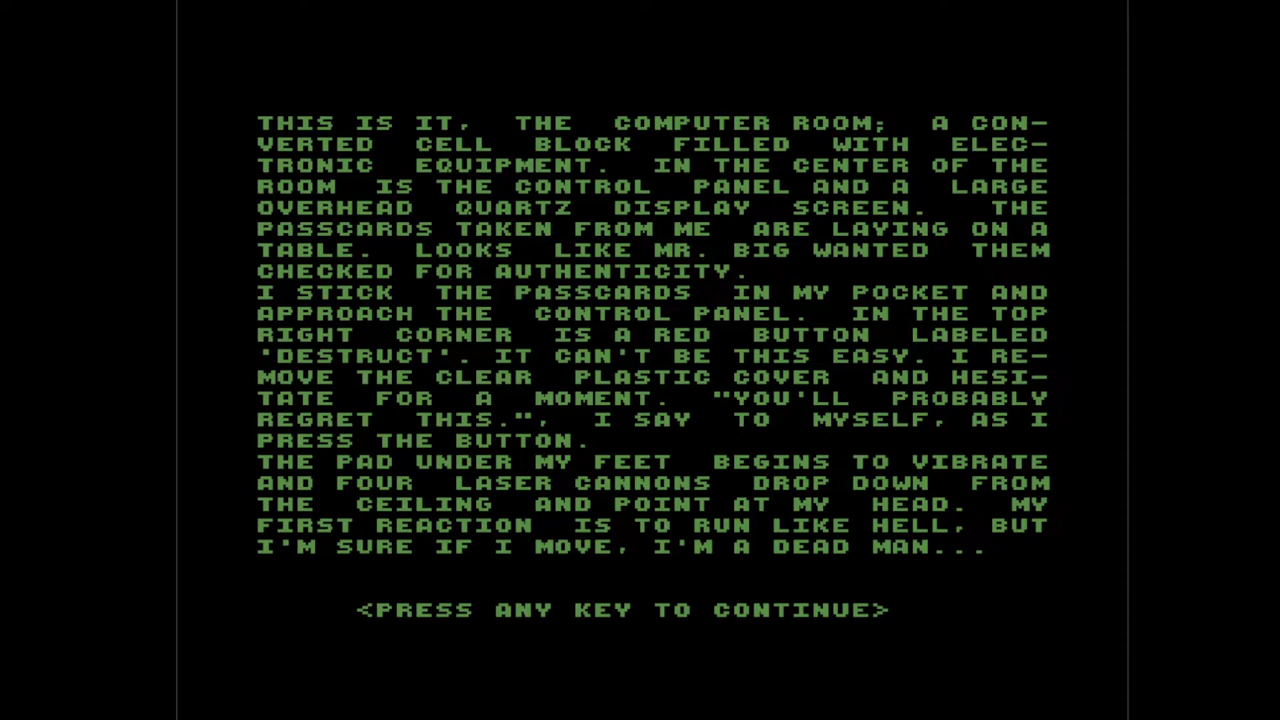 THIS IS IT, THE COMPUTER ROOM; A CON-
VERTED CELL BLOCK FILLED WITH ELEC-
TRONIC EQUIPMENT. IN THE CENTER OF THE
ROOM IS THE CONTROL PANEL AND A LARGE
OVERHEAD QUARTZ DISPLAY SCREEN. THE
PASSCARDS TAKEN FROM ME ARE LAYING ON A
TABLE. LOOKS LIKE MR. BIG WANTED THEM
CHECKED FOR AUTHENTICITY.
I STICK THE PASSCARDS IN MY POCKET AND
APPROACH THE CONTROL PANEL. IN THE TOP
RIGHT CORNER IS A RED BUTTON LABELED
'DESTRUCT'. IT CAN'T BE THIS EASY. I RE-
MOVE THE CLEAR PLASTIC COVER AND HESI-
TATE FOR A MOMENT. "YOU'LL PROBABLY
REGRET THIS.", I SAY TO MYSELF, AS I
PRESS THE BUTTON.
THE PAD UNDER MY FEET BEGINS TO VIBRATE
AND FOUR LASER CANNONS DROP DOWN FROM
THE CEILING AND POINT AT MY HEAD. MY
FIRST REACTION IS TO RUN LIKE HELL, BUT
I'M SURE IF I MOVE, I'M A DEAD MAN...
<PRESS ANY KEY TO CONTINUE>